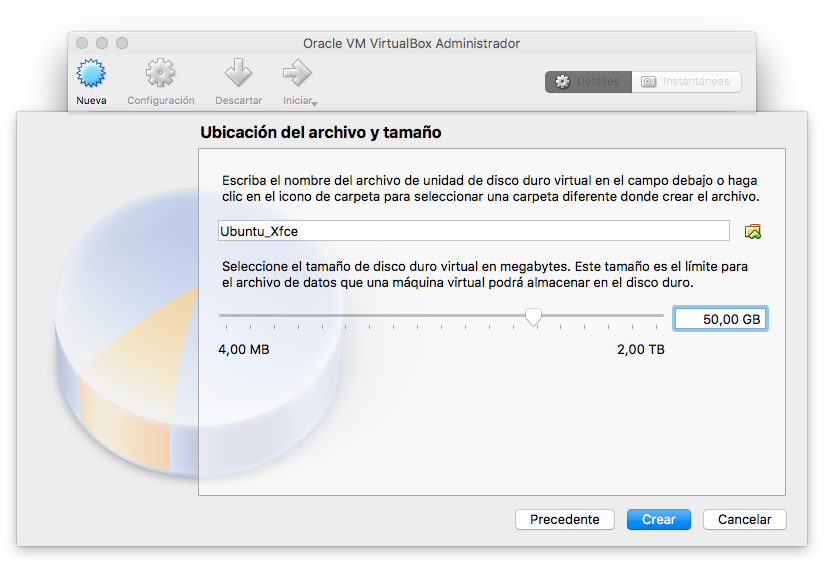 Oracle VM VirtualBox Administrador
Nueva
Configuración
Descartar
Iniciar
Detalles
Instantáneas
Ubicación del archivo y tamaño
Escriba el nombre del archivo de unidad de disco duro virtual en el campo debajo o haga
clic en el icono de carpeta para seleccionar una carpeta diferente donde crear el archivo.
Ubuntu_Xfce
Seleccione el tamaño de disco duro virtual en megabytes. Este tamaño es el límite para
el archivo de datos que una máquina virtual podrá almacenar en el disco duro.
50,00 GB
4,00 MB
2,00 TB
Precedente
Crear
Cancelar